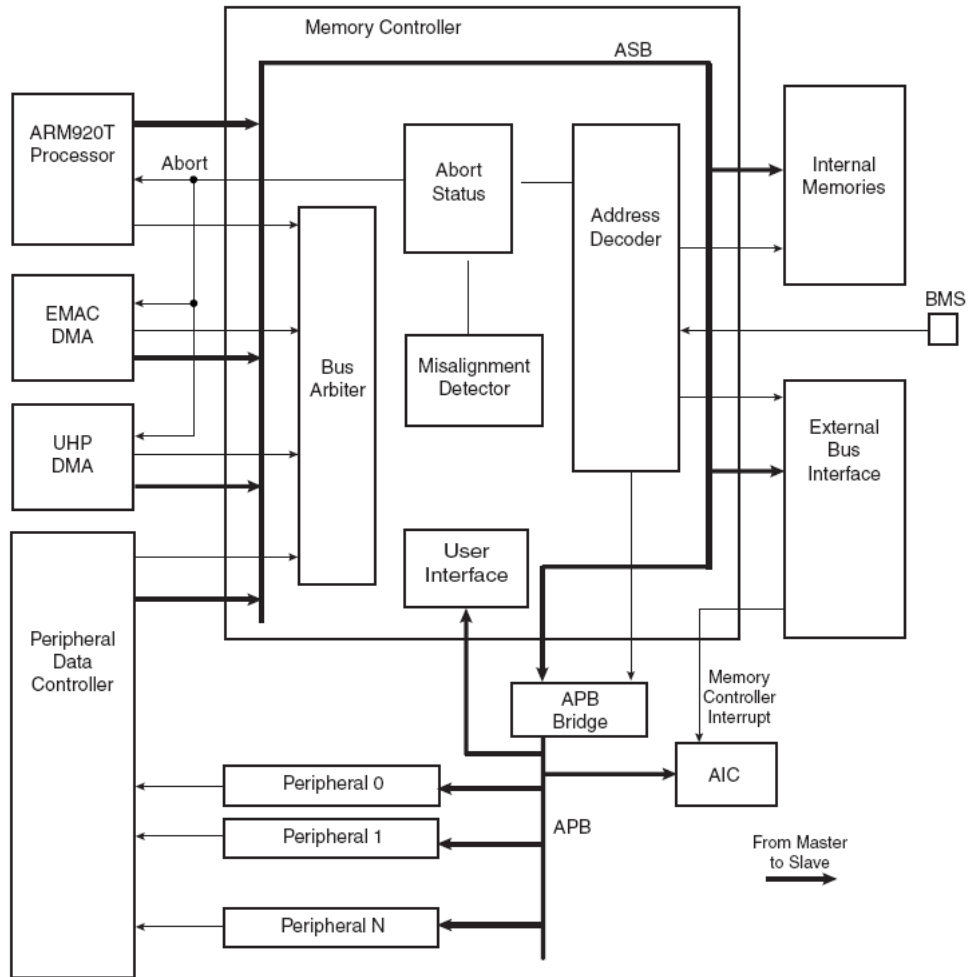 Memory Controller
ASB
ARM920T
Processor
Abort
Abort
Status
Address
Decoder
Internal
Memories
BMS
EMAC
DMA
Bus
Arbiter
Misalignment
Detector
UHP
DMA
External
Bus
Interface
User
Interface
Peripheral
Data
Controller
APB
Bridge
Memory
Controller
Interrupt
AIC
Peripheral 0
Peripheral 1
APB
Peripheral N
From Master
to Slave